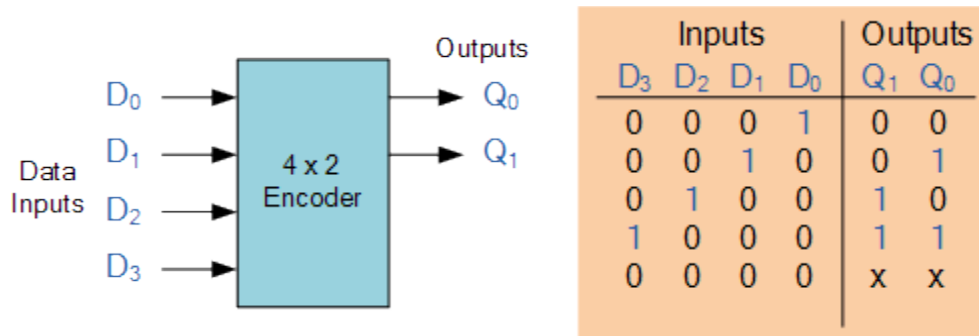 Outputs
D0
Q0
D1
Q1
Data
Inputs
4 x 2
Encoder
D2
D3
Inputs Outputs
D3 D2 D1 D0 Q1 Q0
0 0 0 1 0 0
0 0 1 0 0 1
0 1 0 0 1 0
1 0 0 0 1 1
0 0 0 0 x x